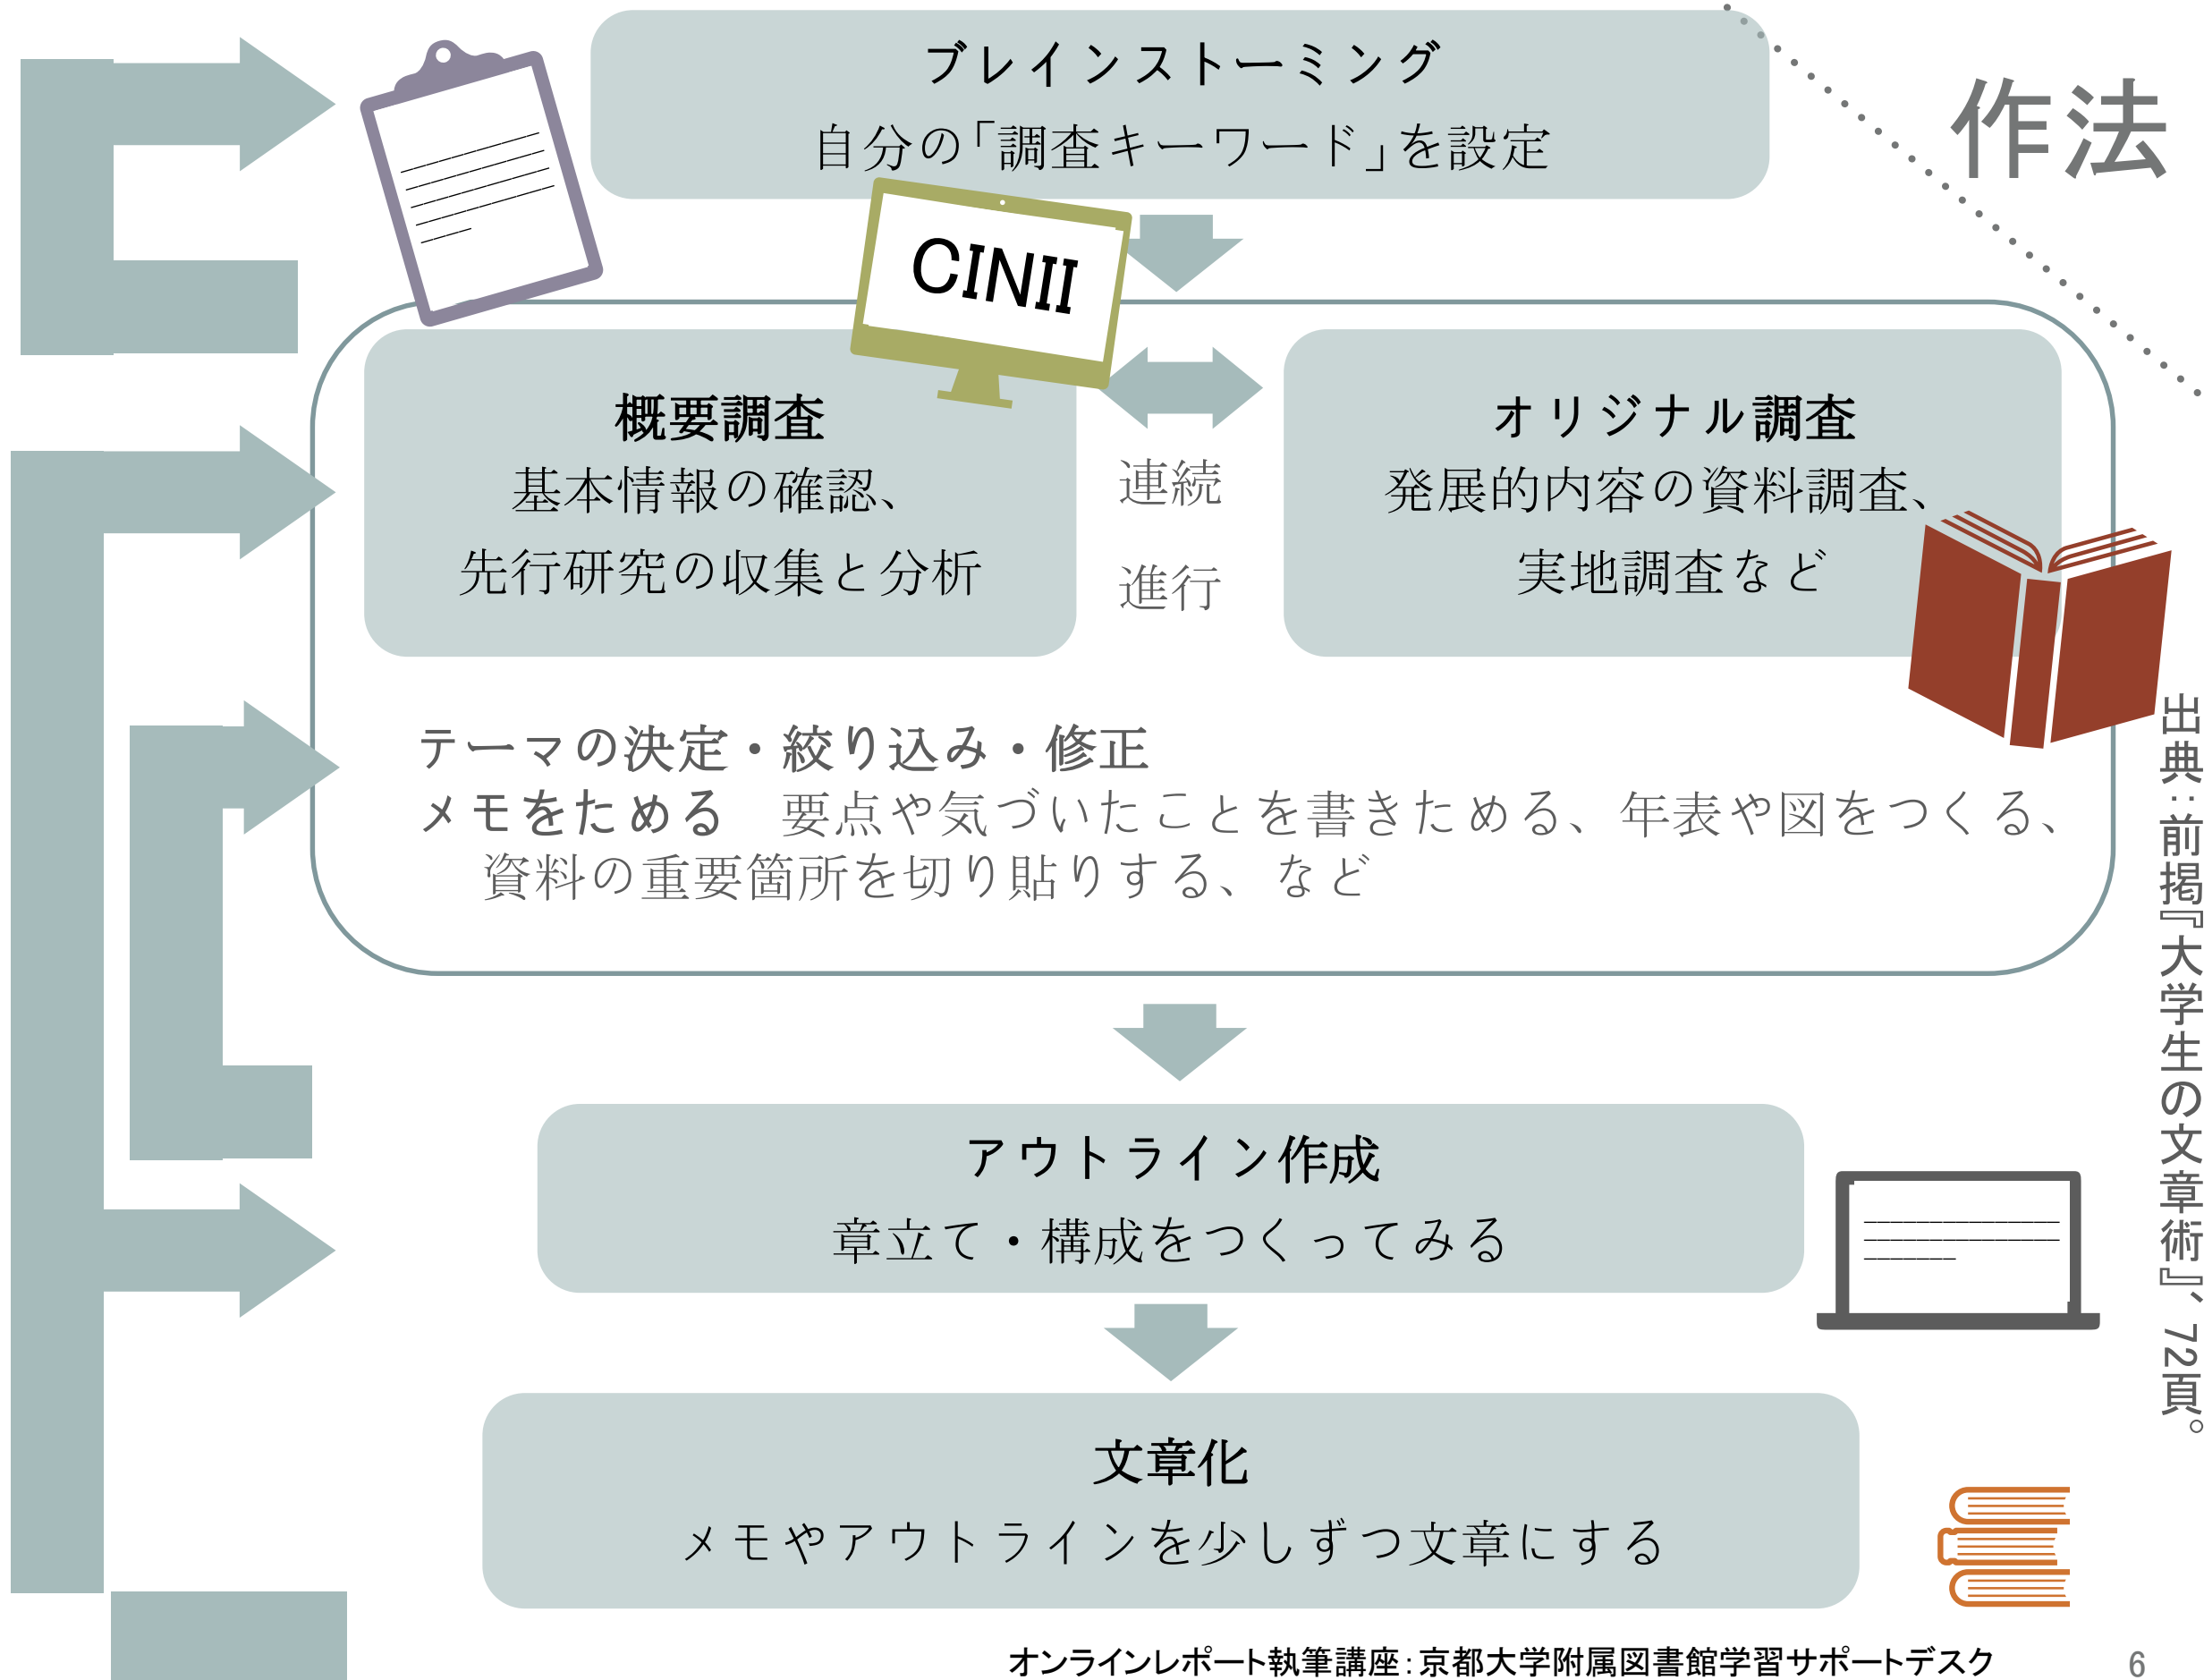 作法
ブレインストーミング
自分の「調査キーワード」を設定
CINII
概要調査
基本情報の確認、
先行研究の収集と分析
連続
進行
オリジナル調査
発展的内容の資料調査、
実地調査など
テーマの決定・絞り込み・修正
メモをためる　要点や気づいたことを書きためる、年表や図をつくる、
資料の重要箇所を切り貼りする、など
アウトライン作成
章立て・構成をつくってみる
文章化
メモやアウトラインを少しずつ文章にする
出典：前掲『大学生の文章術』、72頁。
オンラインレポート執筆講座：京都大学附属図書館学習サポートデスク
6